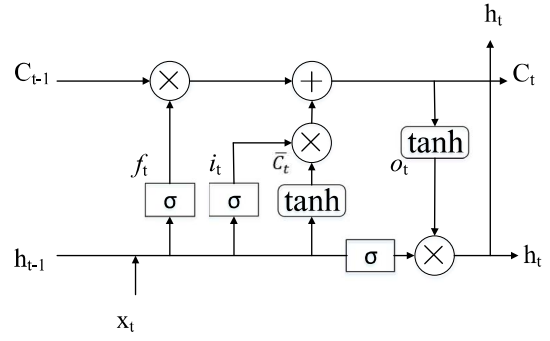 h_t
C_{t-1} × + C_t
tanh
f_t i_t C̅_t × o_t
σ σ tanh
h_{t-1} σ × h_t
x_t